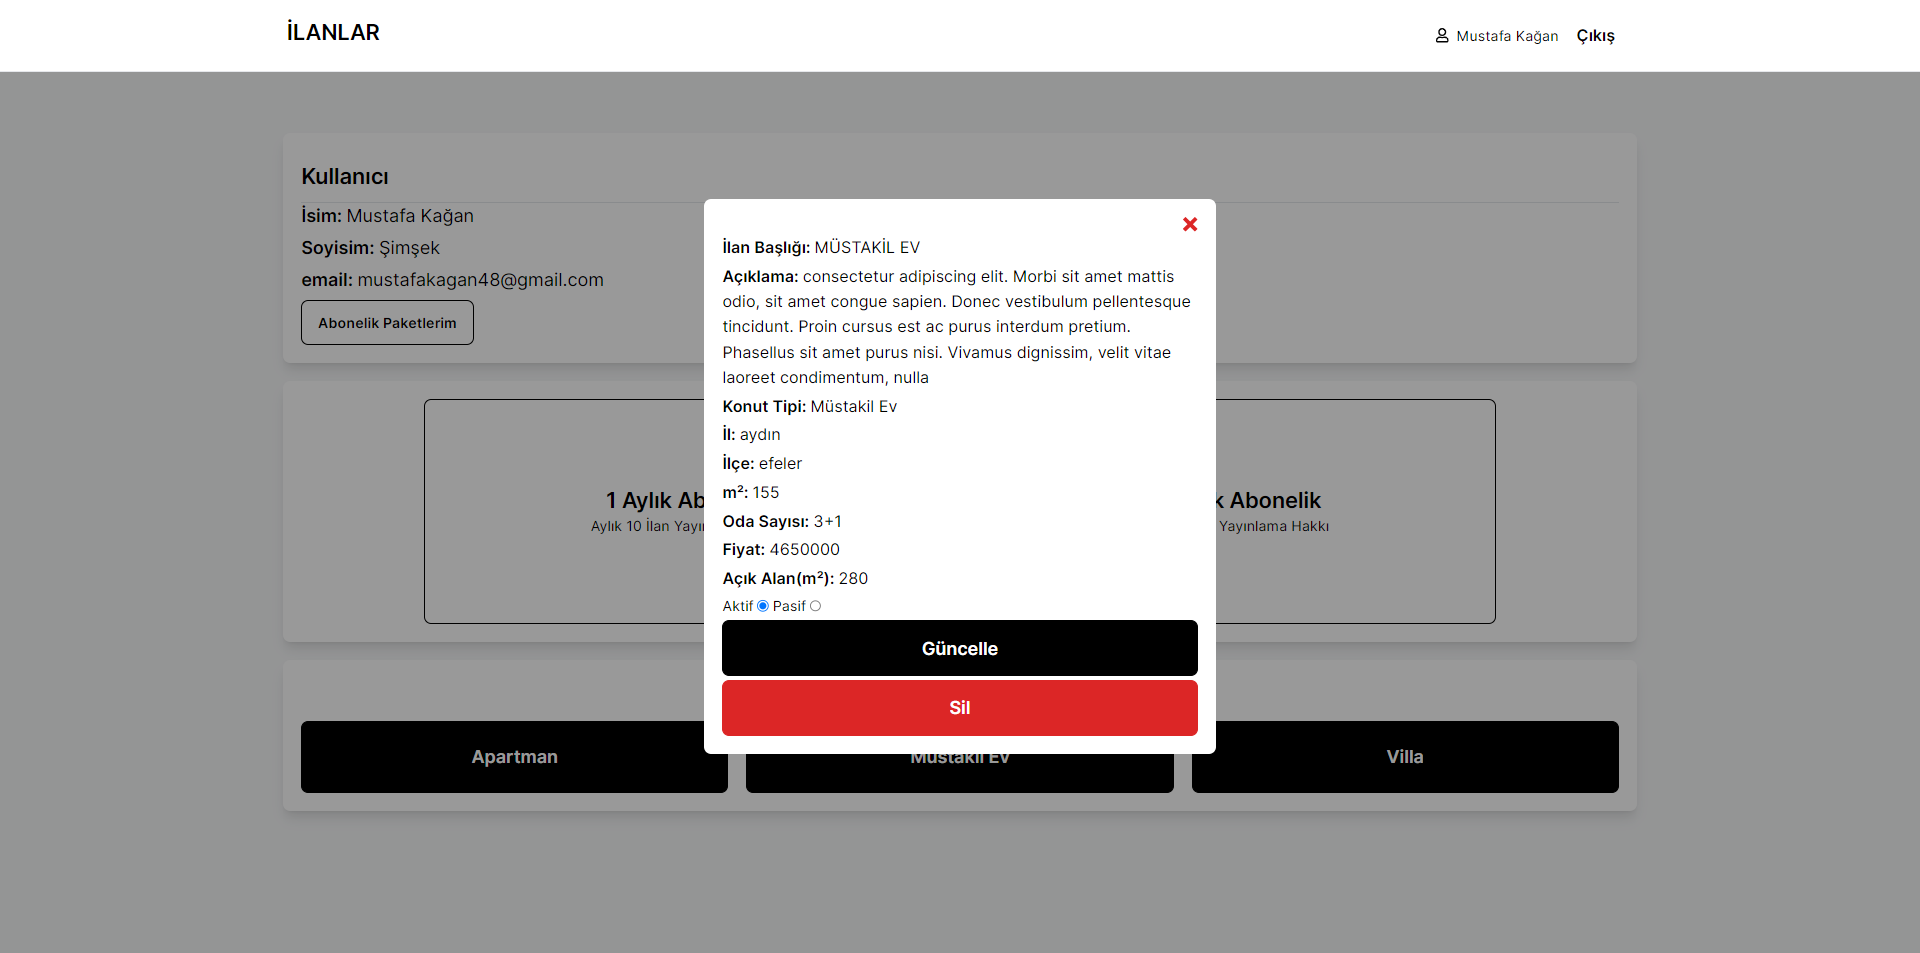 İLANLAR
Mustafa Kağan
Çıkış
Kullanıcı
İsim: Mustafa Kağan
Soyisim: Şimşek
email: mustafakagan48@gmail.com
Abonelik Paketlerim
İlan Başlığı: MÜSTAKİL EV
Açıklama: consectetur adipiscing elit. Morbi sit amet mattis
odio, sit amet congue sapien. Donec vestibulum pellentesque
tincidunt. Proin cursus est ac purus interdum pretium.
Phasellus sit amet purus nisi. Vivamus dignissim, velit vitae
laoreet condimentum, nulla
Konut Tipi: Müstakil Ev
İl: aydın
İlçe: efeler
m²: 155
Oda Sayısı: 3+1
Fiyat: 4650000
Açık Alan(m²): 280
Aktif Pasif
Güncelle
Sil
1 Aylık Ab
Aylık 10 İlan Yayı
k Abonelik
Yayınlama Hakkı
Apartman
Müstakil Ev
Villa